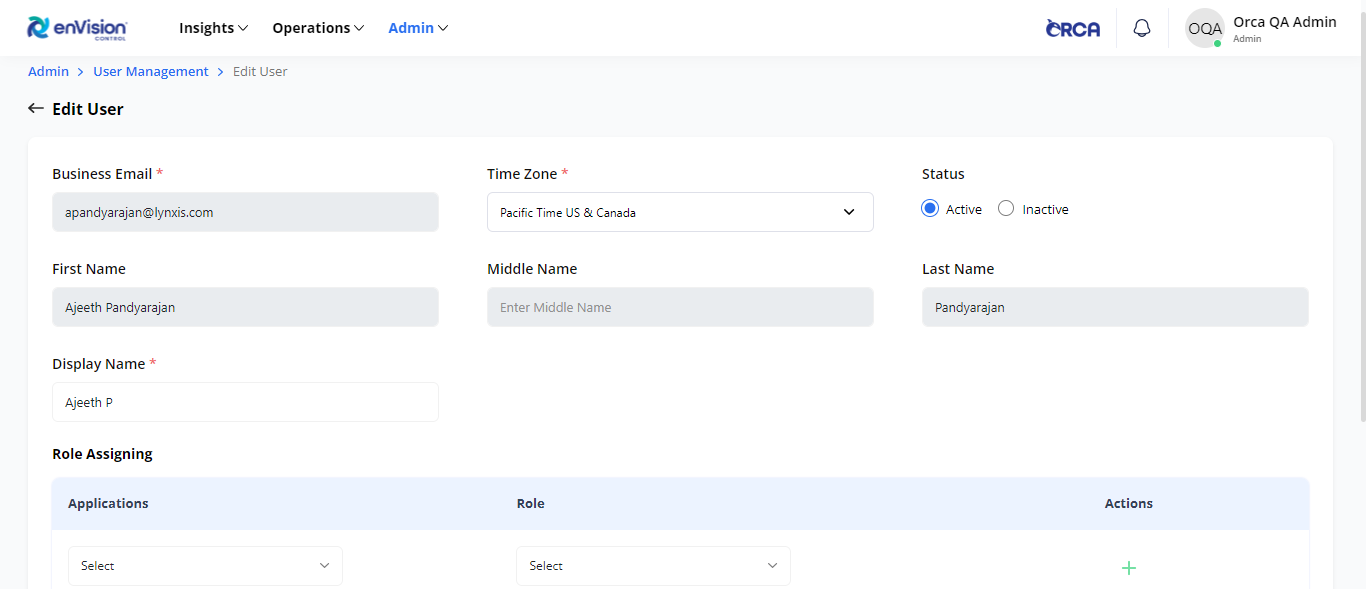 enVision CONTROL Insights Operations Admin ORCA OQA Orca QA Admin
Admin
Admin > User Management > Edit User
← Edit User
Business Email * Time Zone * Status
apandyarajan@lynxis.com Pacific Time US & Canada Active Inactive
First Name Middle Name Last Name
Ajeeth Pandyarajan Enter Middle Name Pandyarajan
Display Name *
Ajeeth P
Role Assigning
Applications Role Actions
Select Select +